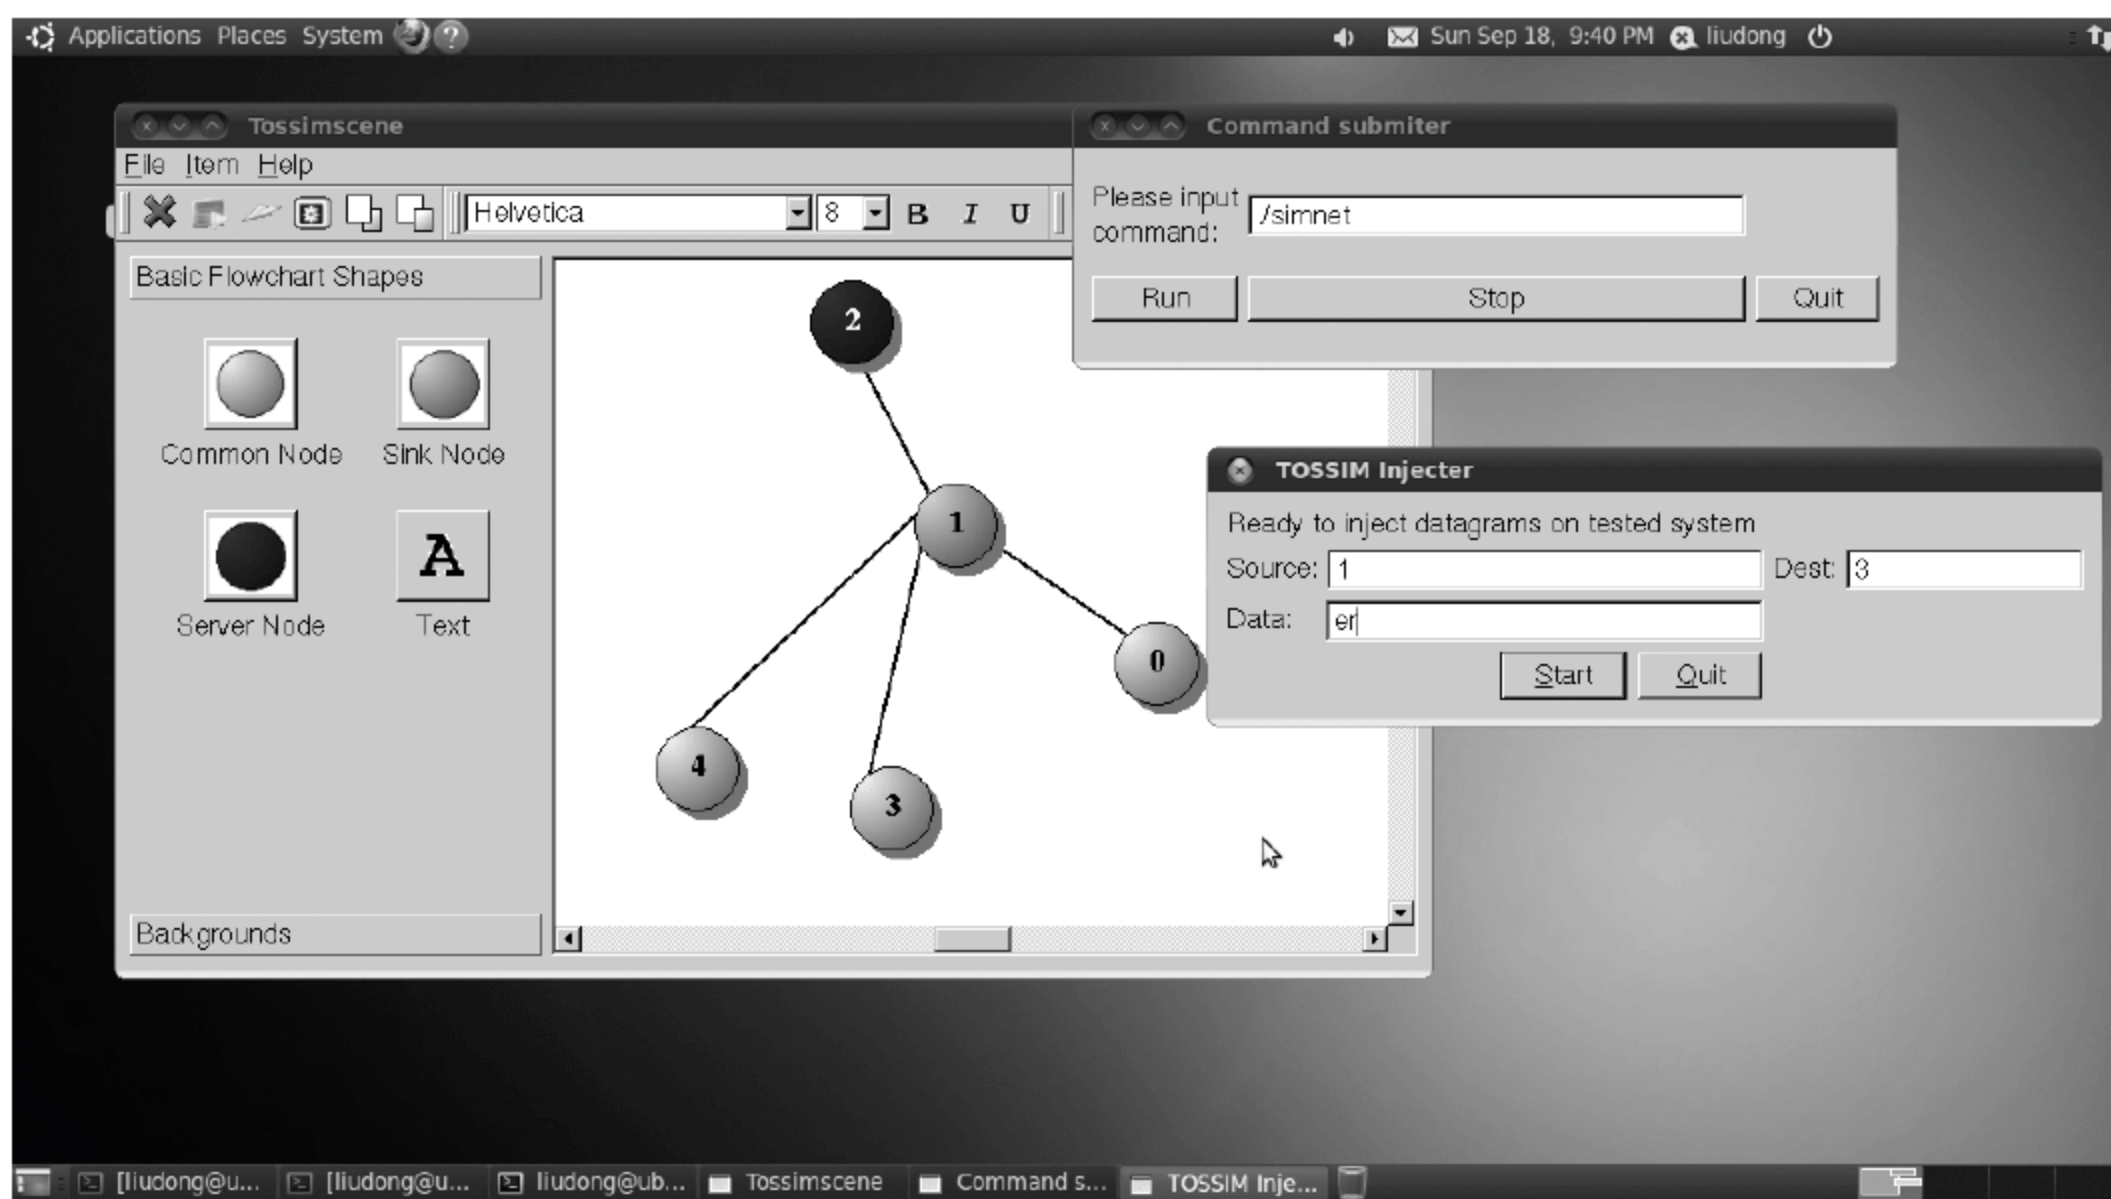 Applications Places System ? Sun Sep 18, 9:40 PM liudong
Tossimscene
File Item Help
Helvetica 8 B I U
Basic Flowchart Shapes
Common Node Sink Node
A
Server Node Text
Backgrounds
2
1
0
4
3
Command submiter
Please input
command:
/simnet
Run Stop Quit
TOSSIM Injecter
Ready to inject datagrams on tested system
Source: 1 Dest: 3
Data: er
Start Quit
[liudong@u... [liudong@u... liudong@ub... Tossimscene Command s... TOSSIM Inje...